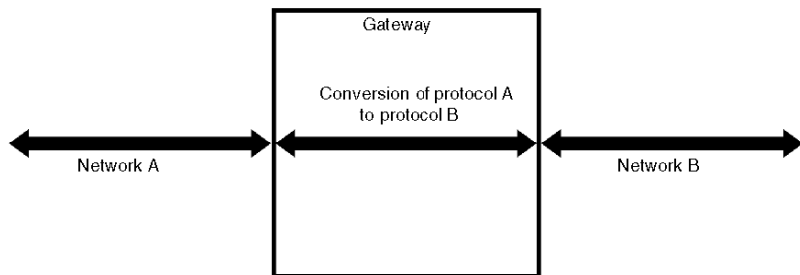 Gateway
Conversion of protocol A
to protocol B
Network A
Network B